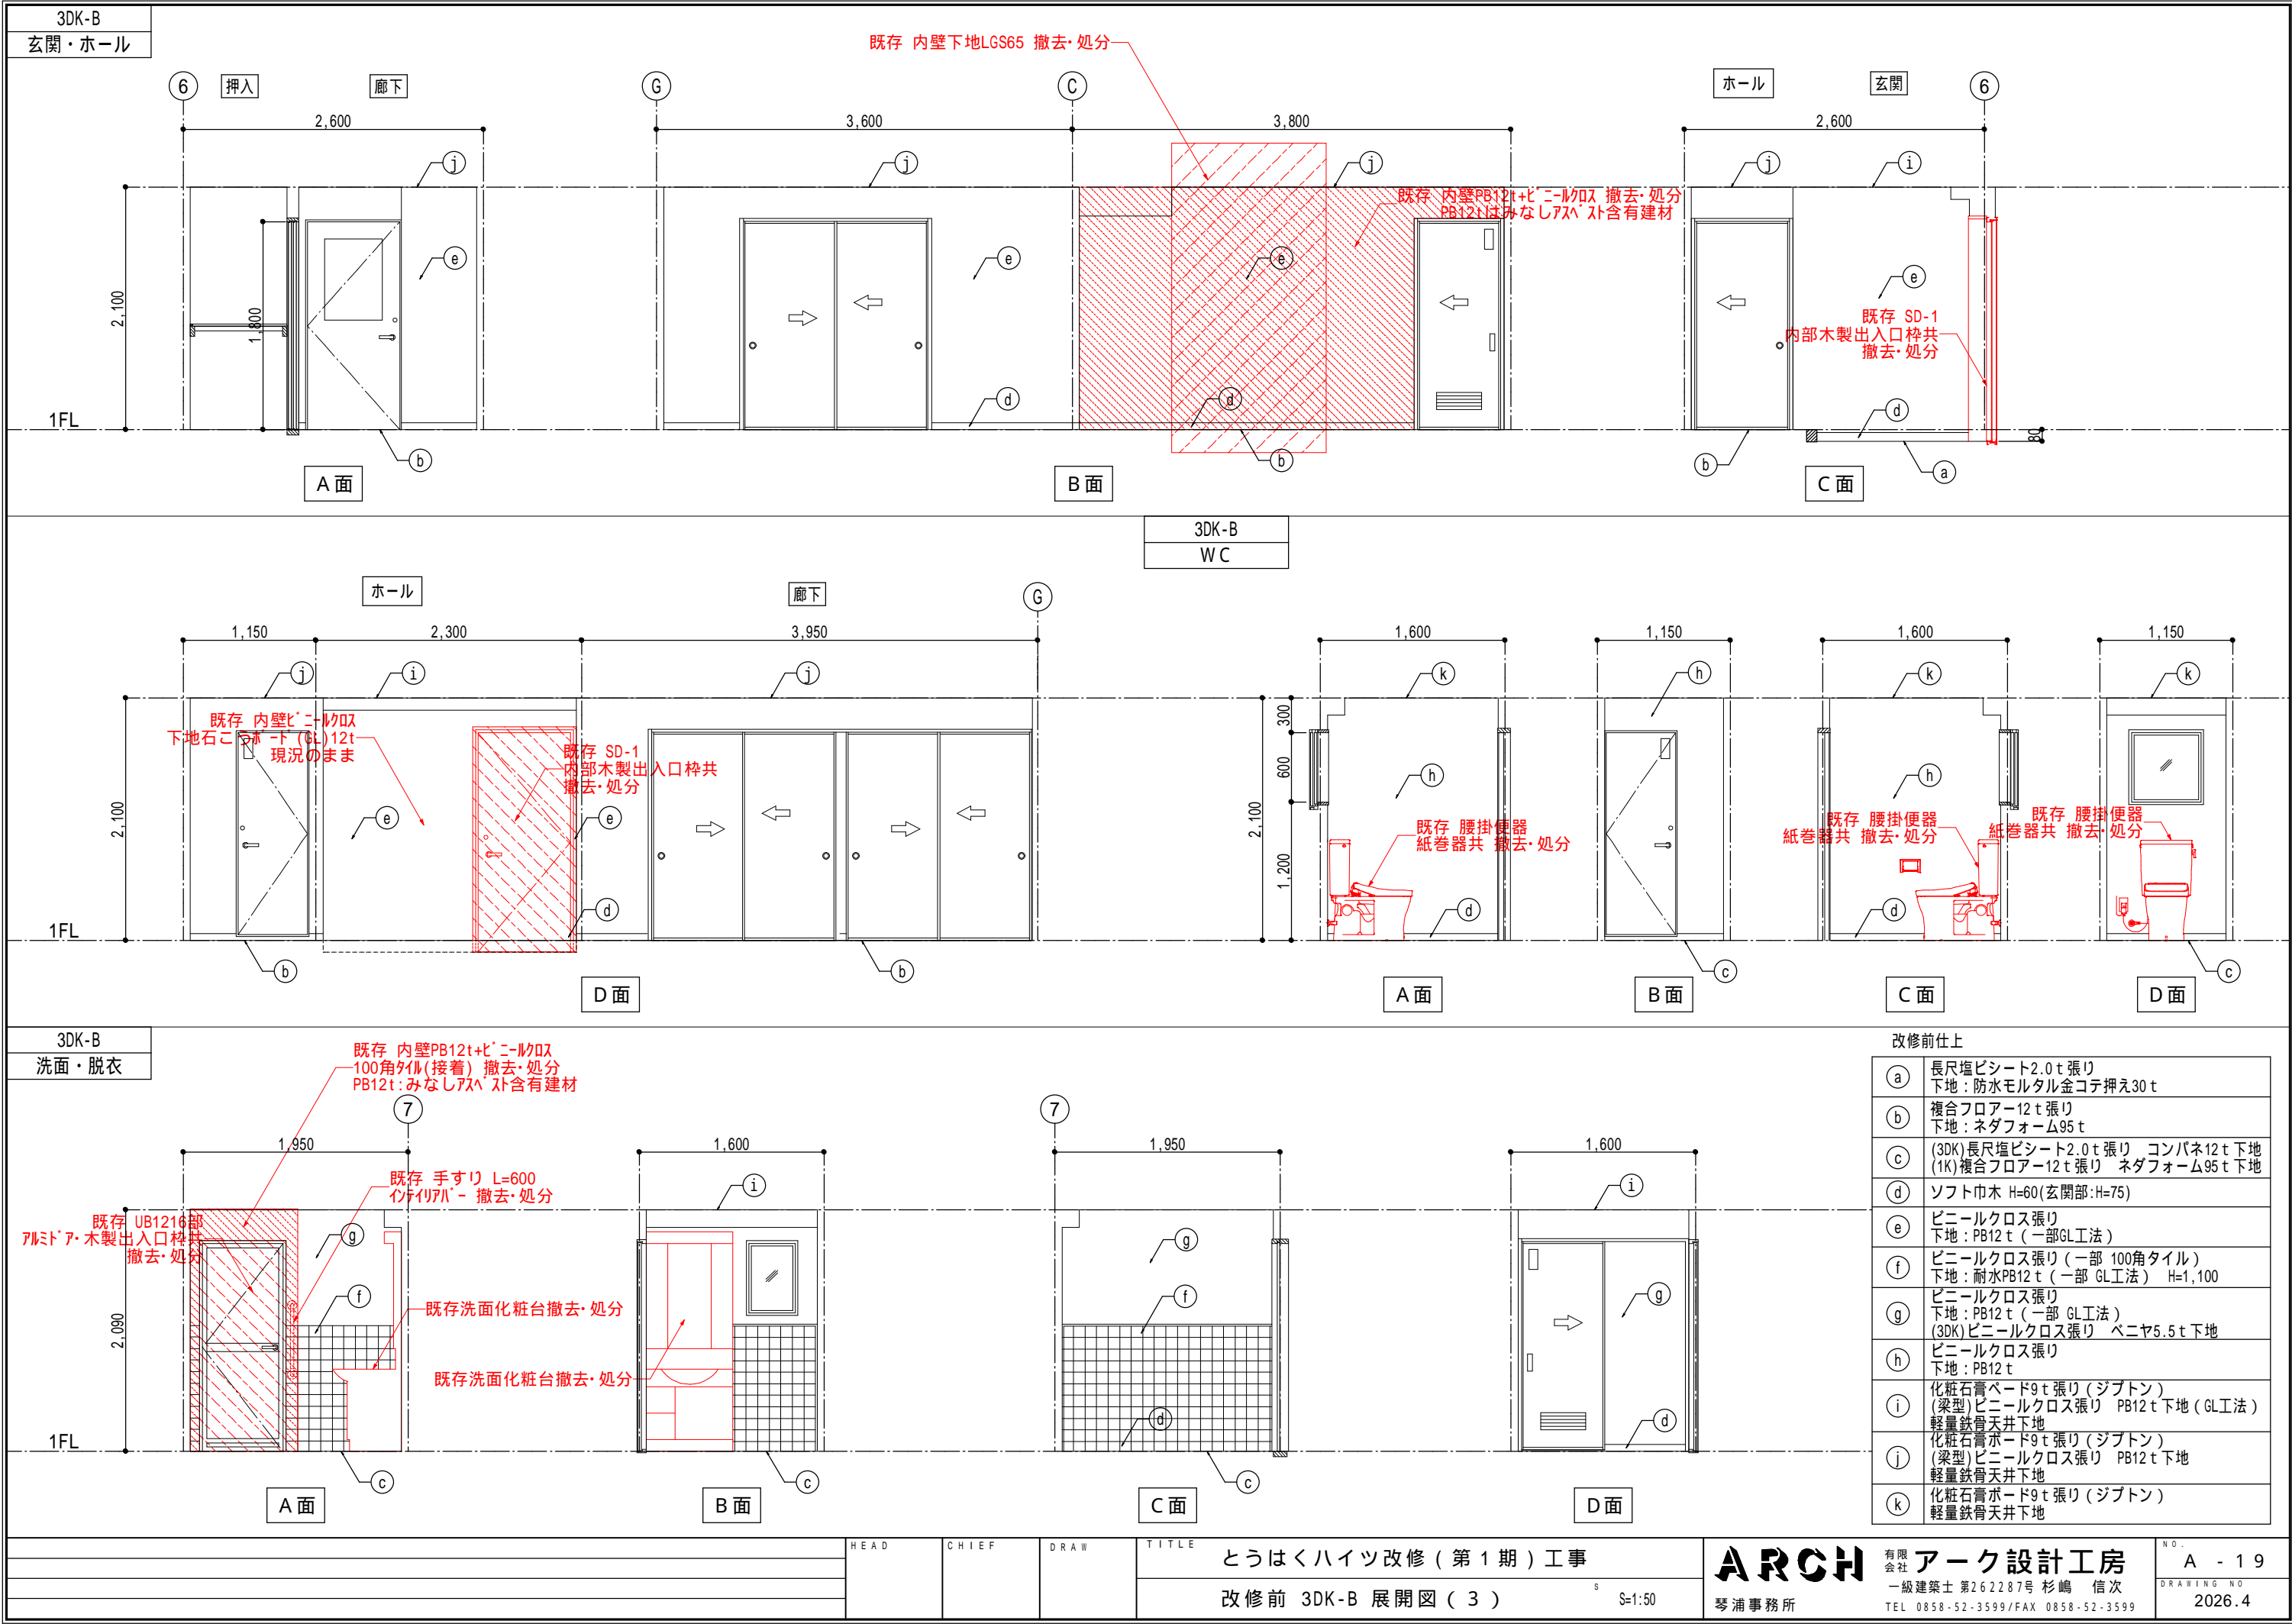 3DK-B
玄関・ホール
既存 内壁下地LGS65 撤去・処分
6
押入
廊下
G
C
ホール
玄関
6
2,600
3,600
3,800
2,600
j
j
j
j
i
既存 内壁PB12t+ﾋﾞﾆｰﾙｸﾛｽ 撤去・処分
PB12tはみなしｱｽﾍﾞｽﾄ含有建材
e
e
e
e
2,100
1,800
既存 SD-1
内部木製出入口枠共
撤去・処分
d
d
d
1FL
80
b
b
b
a
A面
B面
C面
3DK-B
WC
ホール
廊下
G
1,150
2,300
3,950
1,600
1,150
1,600
1,150
j
i
j
k
h
k
k
既存 内壁ﾋﾞﾆｰﾙｸﾛｽ
下地石こうﾎﾞｰﾄﾞ(GL)12t
現況のまま
既存 SD-1
内部木製出入口枠共
撤去・処分
300
600
1,200
2,100
2,100
h
h
e
e
既存 腰掛便器
紙巻器共 撤去・処分
既存 腰掛便器
紙巻器共 撤去・処分
既存 腰掛便器
紙巻器共 撤去・処分
d
d
d
1FL
b
b
c
c
D面
A面
B面
C面
D面
3DK-B
洗面・脱衣
既存 内壁PB12t+ﾋﾞﾆｰﾙｸﾛｽ
100角ﾀｲﾙ(接着) 撤去・処分
PB12t:みなしｱｽﾍﾞｽﾄ含有建材
7
7
1,950
1,600
1,950
1,600
既存 手すり L=600
ｲﾝﾃｲﾘｱﾊﾞｰ 撤去・処分
i
i
既存 UB1216部
ｱﾙﾐﾄﾞｱ・木製出入口枠共
撤去・処分
g
g
g
f
f
既存洗面化粧台撤去・処分
既存洗面化粧台撤去・処分
2,090
d
d
1FL
c
c
c
A面
B面
C面
D面
改修前仕上
a 長尺塩ビシート2.0ｔ張り
下地：防水モルタル金コテ押え30ｔ
b 複合フロアー12ｔ張り
下地：ネダフォーム95ｔ
c (3DK)長尺塩ビシート2.0ｔ張り コンパネ12ｔ下地
(1K)複合フロアー12ｔ張り ネダフォーム95ｔ下地
d ソフト巾木 H=60(玄関部:H=75)
e ビニールクロス張り
下地：PB12ｔ（一部GL工法）
f ビニールクロス張り（一部 100角タイル）
下地：耐水PB12ｔ（一部 GL工法） H=1,100
g ビニールクロス張り
下地：PB12ｔ（一部 GL工法）
(3DK)ビニールクロス張り ベニヤ5.5ｔ下地
h ビニールクロス張り
下地：PB12ｔ
i 化粧石膏ペード9ｔ張り（ジプトン）
(梁型)ビニールクロス張り PB12ｔ下地（GL工法）
軽量鉄骨天井下地
j 化粧石膏ボード9ｔ張り（ジプトン）
(梁型)ビニールクロス張り PB12ｔ下地
軽量鉄骨天井下地
k 化粧石膏ボード9ｔ張り（ジプトン）
軽量鉄骨天井下地
HEAD
CHIEF
DRAW
TITLE
とうはくハイツ改修（第１期）工事
改修前 3DK-B 展開図（３）
S
S=1:50
ARCH
琴浦事務所
有限会社 アーク設計工房
一級建築士 第262287号 杉嶋 信次
TEL 0858-52-3599/FAX 0858-52-3599
NO.
A -19
DRAWING NO
2026.4